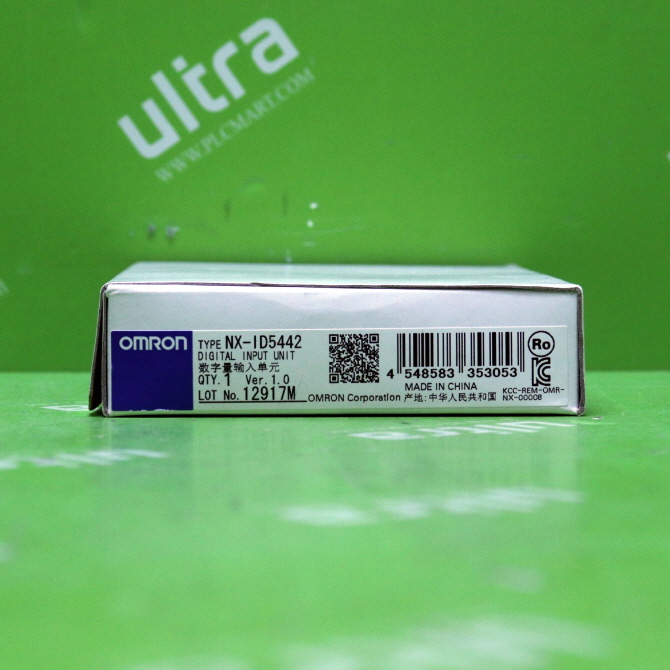 ultra
WWW.PLCMART.COM
OMRON
TYPE NX-ID5442
DIGITAL INPUT UNIT
数字量输入单元
QTY. 1 Ver. 1.0
LOT No. 12917M
OMRON Corporation
4 548583 353053
MADE IN CHINA
产地:中华人民共和国
Ro
KCC-REM-OMR-
NX-00008